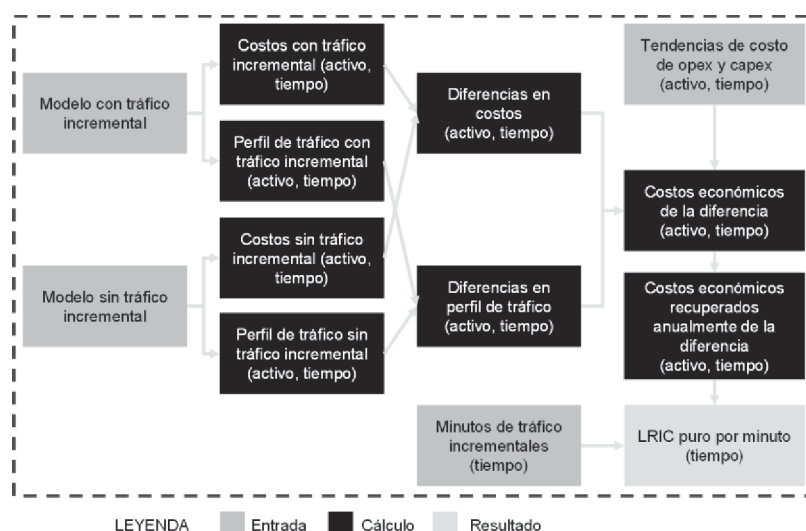 Modelo con tráfico
incremental
Modelo sin tráfico
incremental
Costos con tráfico
incremental (activo,
tiempo)
Perfil de tráfico con
tráfico incremental
(activo, tiempo)
Costos sin tráfico
incremental (activo,
tiempo)
Perfil de tráfico sin
tráfico incremental
(activo, tiempo)
Diferencias en
costos
(activo, tiempo)
Diferencias en
perfil de tráfico
(activo, tiempo)
Minutos de tráfico
incrementales
(tiempo)
Tendencias de costo
de opex y capex
(activo, tiempo)
Costos económicos
de la diferencia
(activo, tiempo)
Costos económicos
recuperados
anualmente de la
diferencia
(activo, tiempo)
LRIC puro por minuto
(tiempo)
LEYENDA Entrada Cálculo Resultado